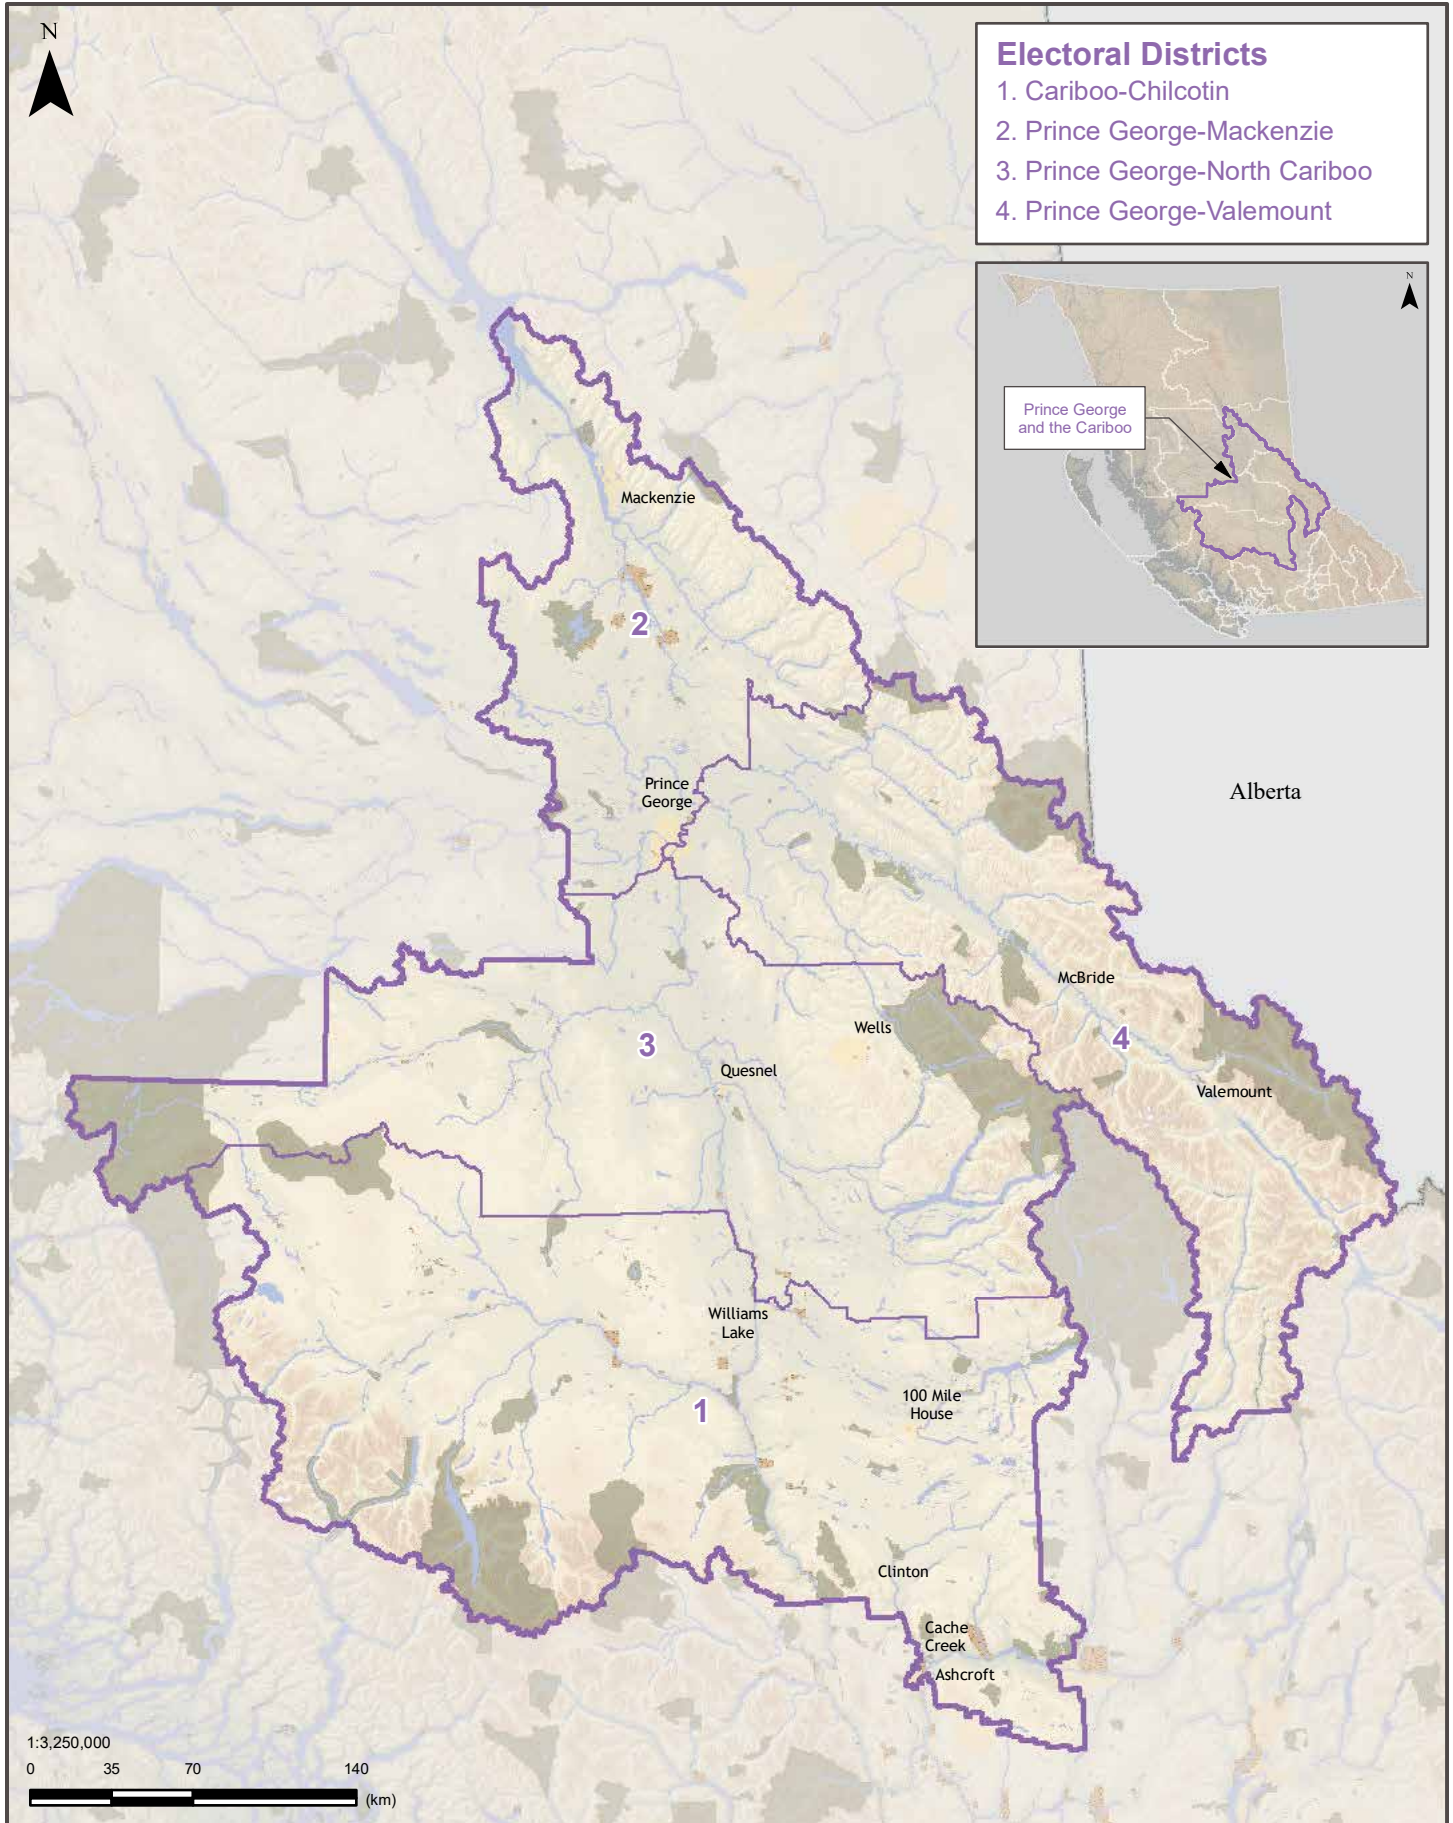 N
Electoral Districts
1. Cariboo-Chilcotin
2. Prince George-Mackenzie
3. Prince George-North Cariboo
4. Prince George-Valemount
N
Prince George
and the Cariboo
Mackenzie
2
Prince
George
Alberta
McBride
Wells
4
3
Quesnel
Valemount
Williams
Lake
100 Mile
House
1
Clinton
Cache
Creek
Ashcroft
1:3,250,000
0 35 70 140
(km)